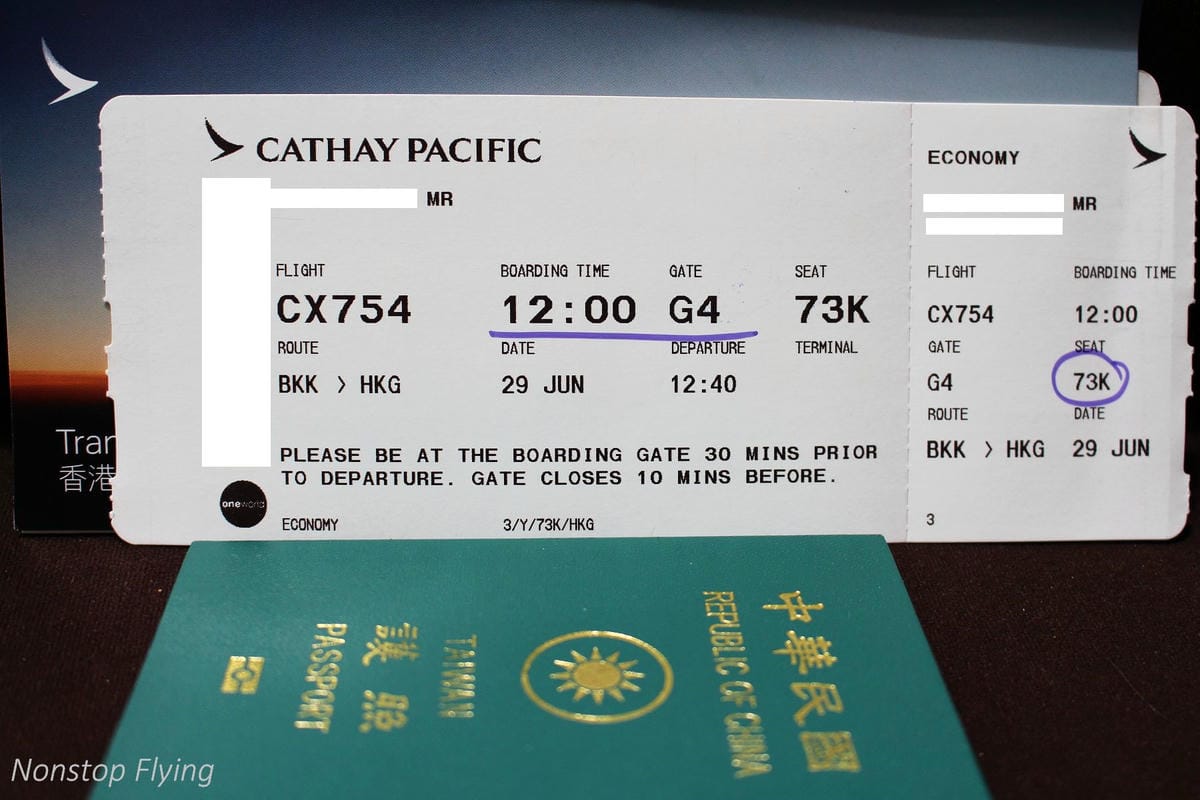 CATHAY PACIFIC
MR
FLIGHT BOARDING TIME GATE SEAT
CX754 12:00 G4 73K
ROUTE DATE DEPARTURE TERMINAL
BKK > HKG 29 JUN 12:40
PLEASE BE AT THE BOARDING GATE 30 MINS PRIOR
TO DEPARTURE. GATE CLOSES 10 MINS BEFORE.
oneworld
ECONOMY 3/Y/73K/HKG
ECONOMY
MR
FLIGHT BOARDING TIME
CX754 12:00
GATE SEAT
G4 73K
ROUTE DATE
BKK > HKG 29 JUN
3
Tran
香港
中華民國
REPUBLIC OF CHINA
TAIWAN
護照
PASSPORT
Nonstop Flying